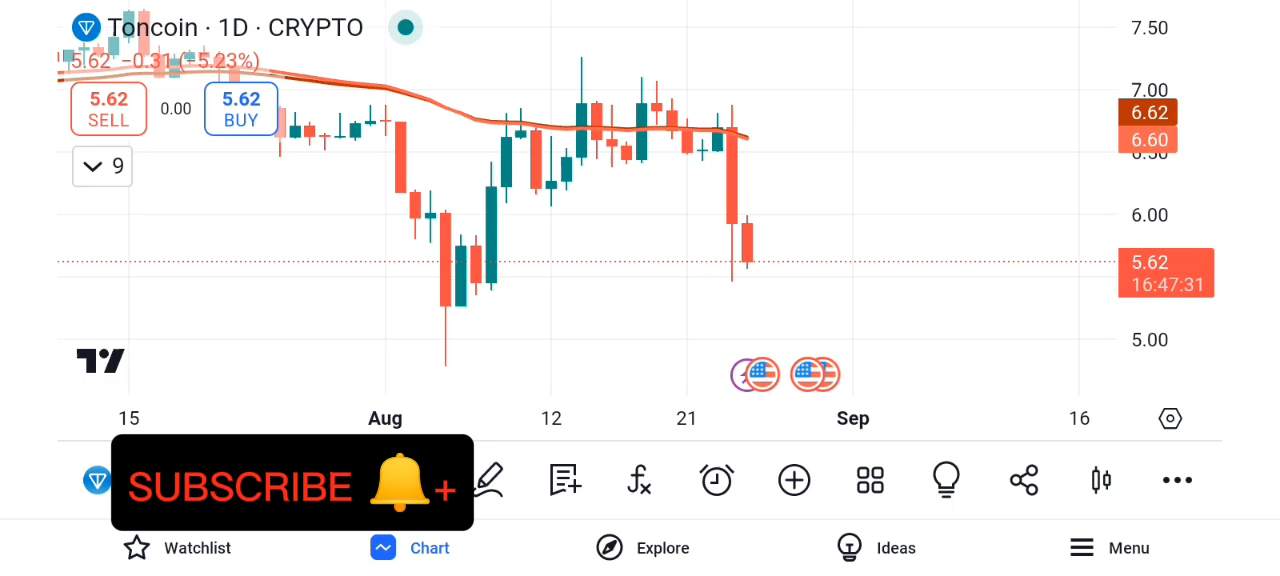 Toncoin · 1D · CRYPTO
5.62 −0.31 (−5.23%)
5.62
SELL
0.00
5.62
BUY
9
7.50
7.00
6.62
6.60
6.50
6.00
5.62
16:47:31
5.00
15 Aug 12 21 Sep 16
SUBSCRIBE +
Watchlist Chart Explore Ideas Menu